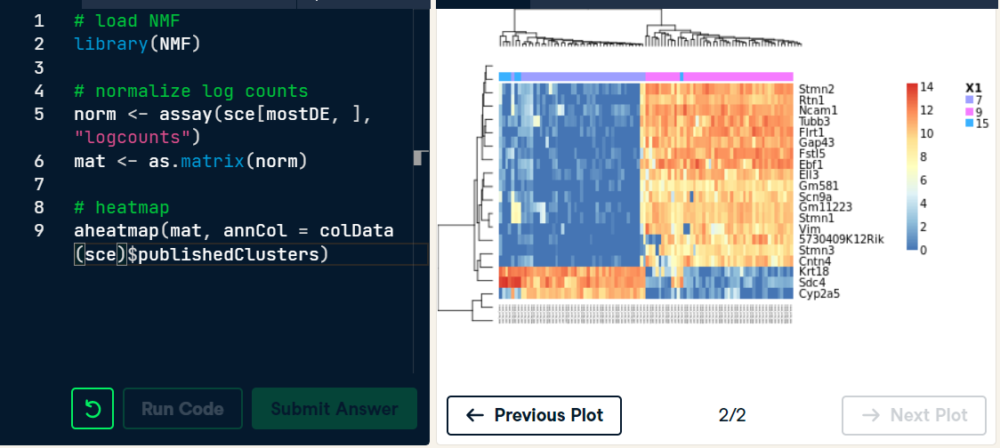 1 # load NMF
2 library(NMF)
3
4 # normalize log counts
5 norm <- assay(sce[mostDE, ],
"logcounts")
6 mat <- as.matrix(norm)
7
8 # heatmap
9 aheatmap(mat, annCol = colData
(sce)$publishedClusters)
Run Code
Submit Answer
Stmn2
Rtn1
Ncam1
Tubb3
Flrt1
Gap43
Fstl5
Ebf1
Ell3
Gm581
Scn9a
Gm11223
Stmn1
Vim
5730409K12Rik
Stmn3
Cntn4
Krt18
Sdc4
Cyp2a5
14
12
10
8
6
4
2
0
X1
7
9
15
← Previous Plot
2/2
→ Next Plot